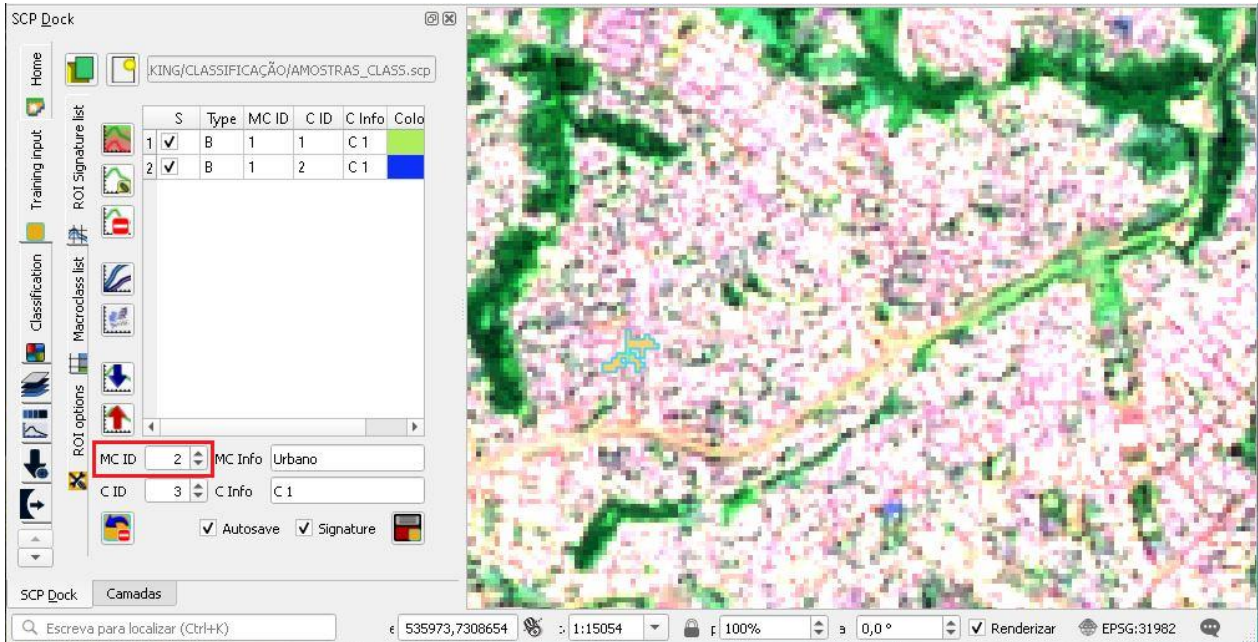 SCP Dock
Home
Training input
Classification
ROI Signature list
Macroclass list
ROI options
.KING/CLASSIFICAÇÃO/AMOSTRAS_CLASS.scp
S Type MC ID C ID C Info Colo
1 B 1 1 C 1
2 B 1 2 C 1
MC ID 2 MC Info Urbano
C ID 3 C Info C 1
Autosave Signature
SCP Dock Camadas
Escreva para localizar (Ctrl+K) 535973,7308654 1:15054 100% 0,0 ° Renderizar EPSG:31982